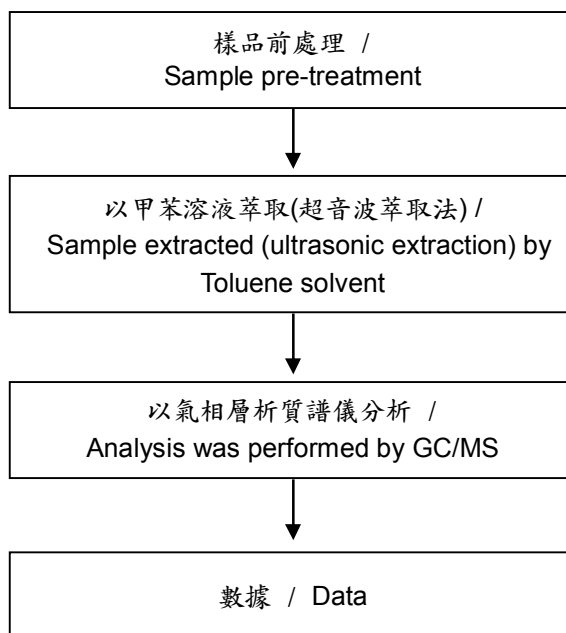 樣品前處理 /
Sample pre-treatment
以甲苯溶液萃取(超音波萃取法) /
Sample extracted (ultrasonic extraction) by
Toluene solvent
以氣相層析質譜儀分析 /
Analysis was performed by GC/MS
數據 / Data